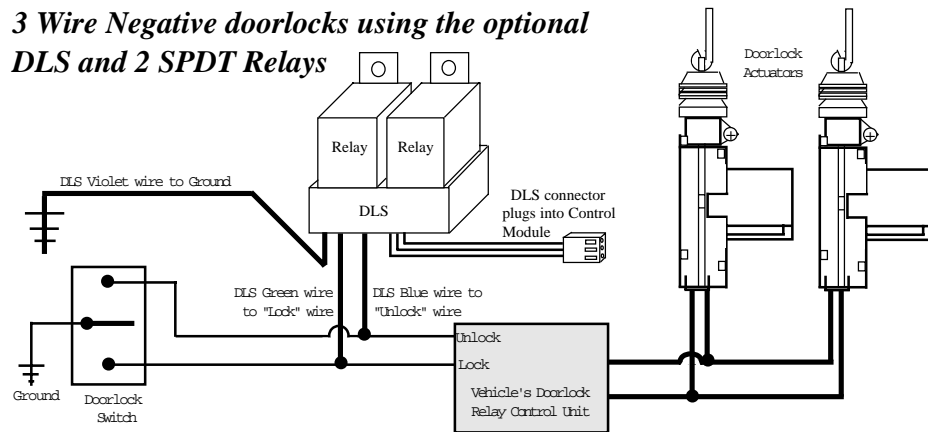 3 Wire Negative doorlocks using the optional
DLS and 2 SPDT Relays
Doorlock
Actuators
Relay
Relay
DLS Violet wire to Ground
DLS
DLS connector
plugs into Control
Module
DLS Green wire
to "Lock" wire
DLS Blue wire to
"Unlock" wire
Unlock
Lock
Vehicle's Doorlock
Relay Control Unit
Ground
Doorlock
Switch